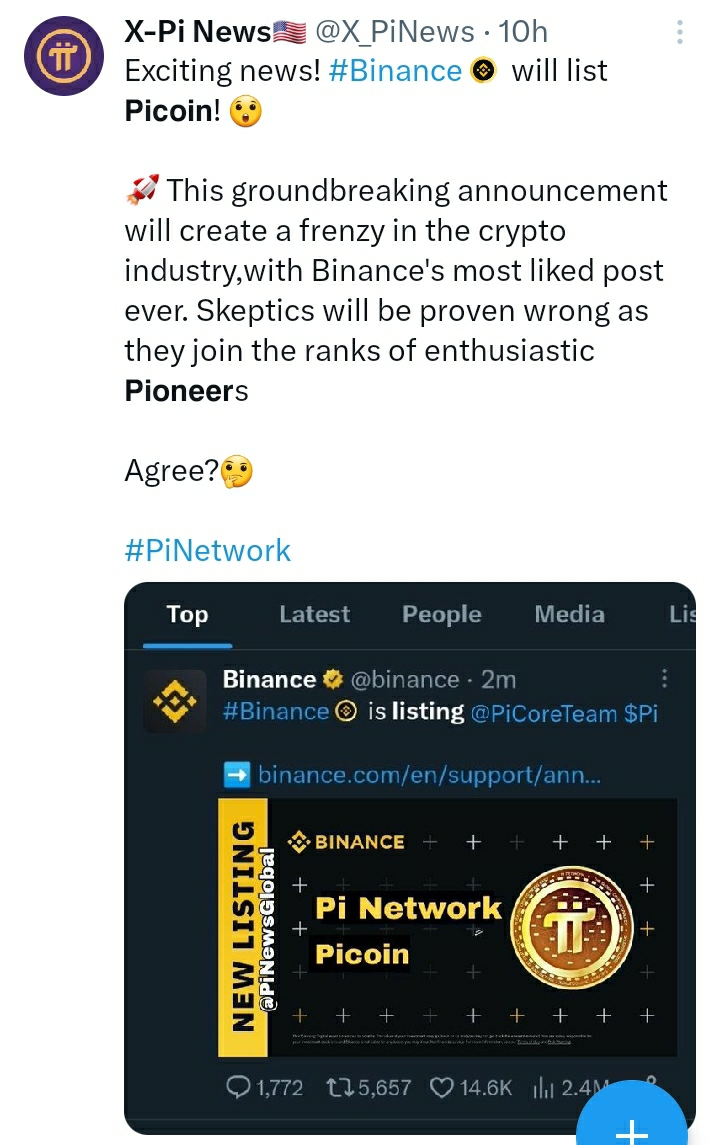 X-Pi News🇺🇸 @X_PiNews · 10h
Exciting news! #Binance will list
Picoin! 😲
🚀 This groundbreaking announcement
will create a frenzy in the crypto
industry,with Binance's most liked post
ever. Skeptics will be proven wrong as
they join the ranks of enthusiastic
Pioneers
Agree?🤔
#PiNetwork
Top Latest People Media Lis
Binance @binance · 2m
#Binance is listing @PiCoreTeam $Pi
➡️ binance.com/en/support/ann...
NEW LISTING
@PiNewsGlobal
BINANCE
Pi Network
Picoin
1,772 5,657 14.6K 2.4M